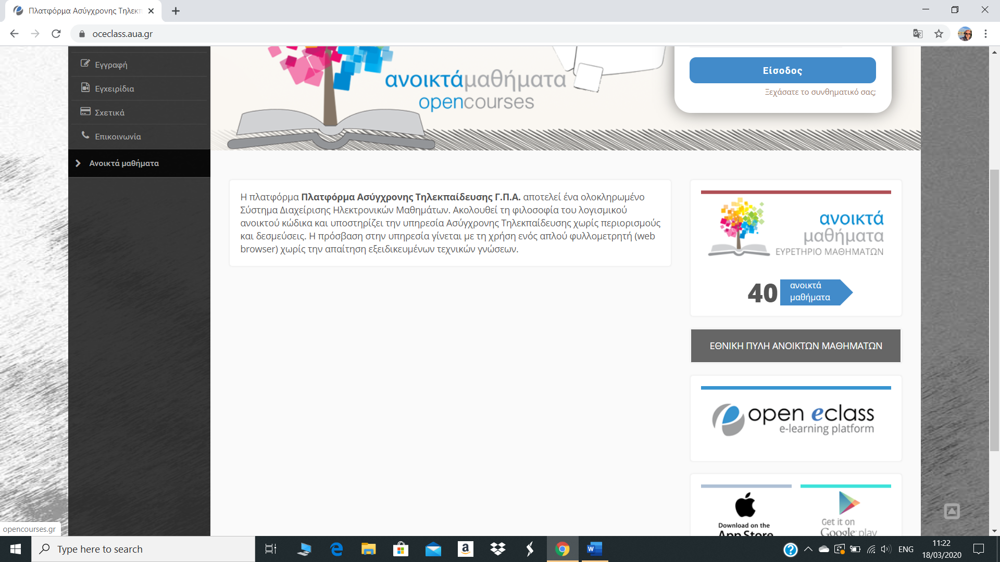 Πλατφόρμα Ασύγχρονης Τηλεκπ
oceclass.aua.gr
Εγγραφή
Εγχειρίδια
Σχετικά
Επικοινωνία
Ανοικτά μαθήματα
ανοικτάμαθήματα
opencourses
Είσοδος
Ξεχάσατε το συνθηματικό σας;
Η πλατφόρμα Πλατφόρμα Ασύγχρονης Τηλεκπαίδευσης Γ.Π.Α. αποτελεί ένα ολοκληρωμένο
Σύστημα Διαχείρισης Ηλεκτρονικών Μαθημάτων. Ακολουθεί τη φιλοσοφία του λογισμικού
ανοικτού κώδικα και υποστηρίζει την υπηρεσία Ασύγχρονης Τηλεκπαίδευσης χωρίς περιορισμούς
και δεσμεύσεις. Η πρόσβαση στην υπηρεσία γίνεται με τη χρήση ενός απλού φυλλομετρητή (web
browser) χωρίς την απαίτηση εξειδικευμένων τεχνικών γνώσεων.
ανοικτά
μαθήματα
ΕΥΡΕΤΗΡΙΟ ΜΑΘΗΜΑΤΩΝ
40 ανοικτά
μαθήματα
ΕΘΝΙΚΗ ΠΥΛΗ ΑΝΟΙΚΤΩΝ ΜΑΘΗΜΑΤΩΝ
open eclass
e-learning platform
Download on the
App Store
Get it on
Google play
opencourses.gr
Type here to search
ENG
11:22
18/03/2020